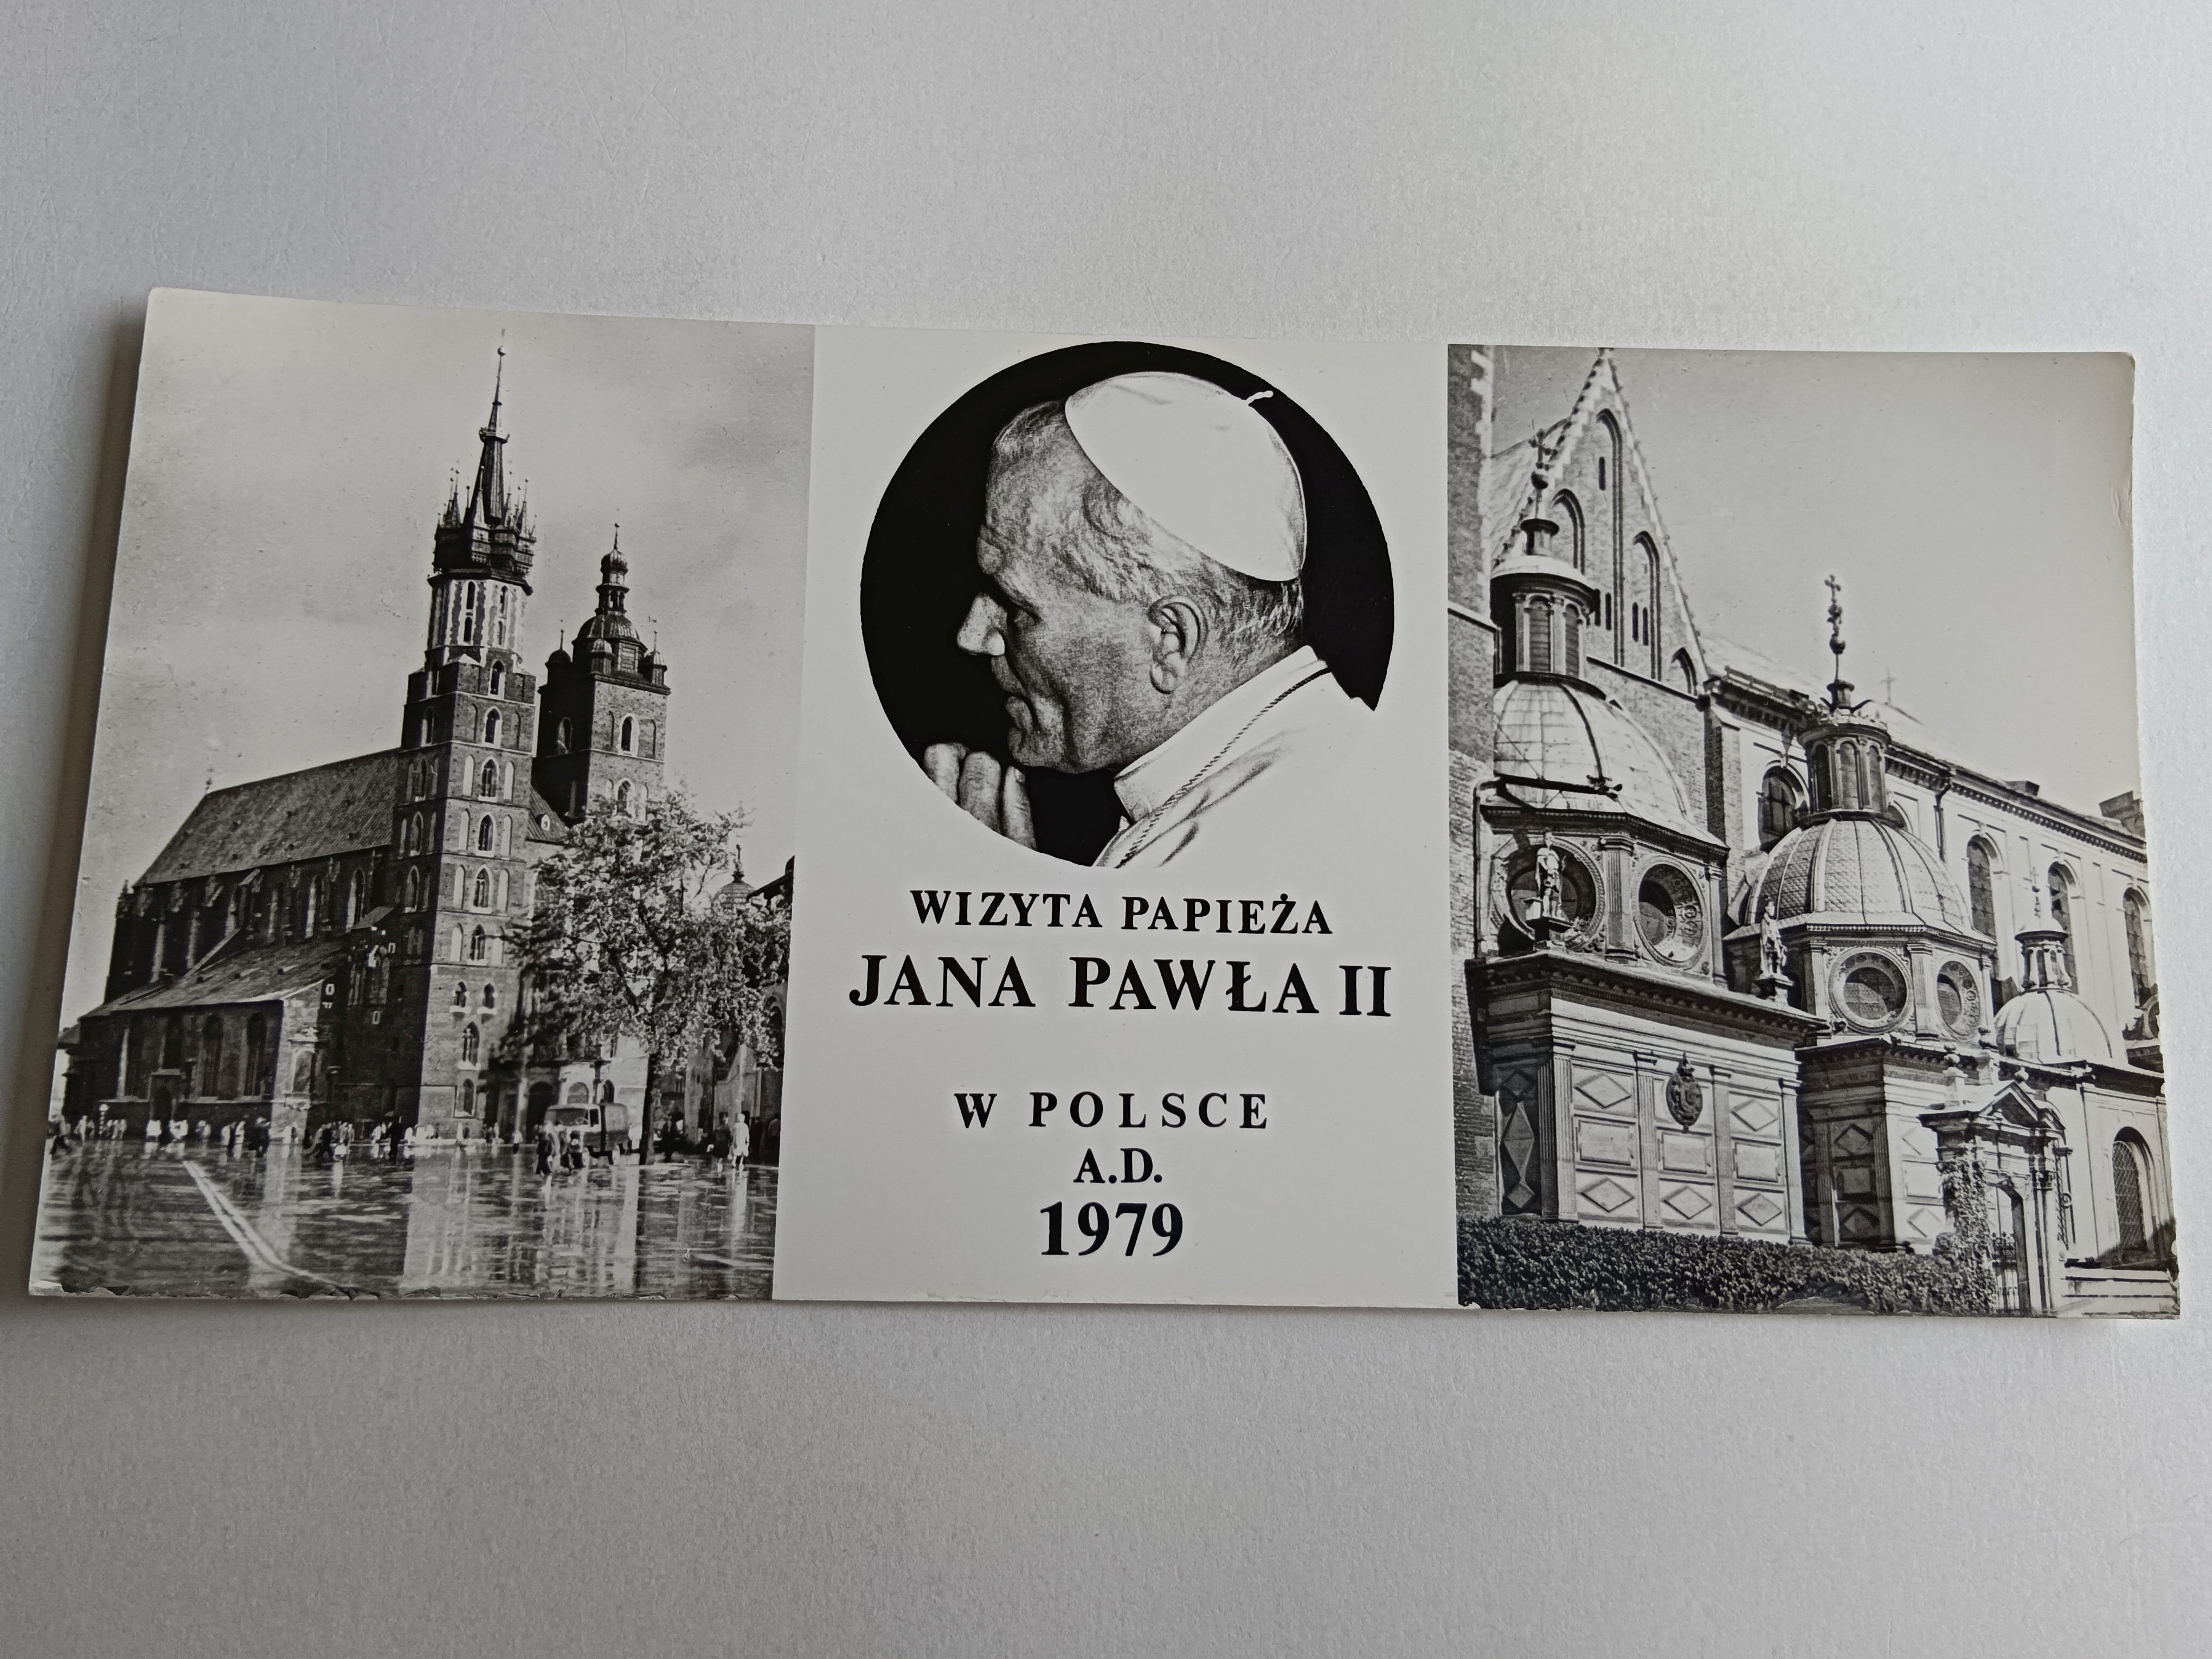 WIZYTA PAPIEŻA
JANA PAWŁA II
W POLSCE
A.D.
1979